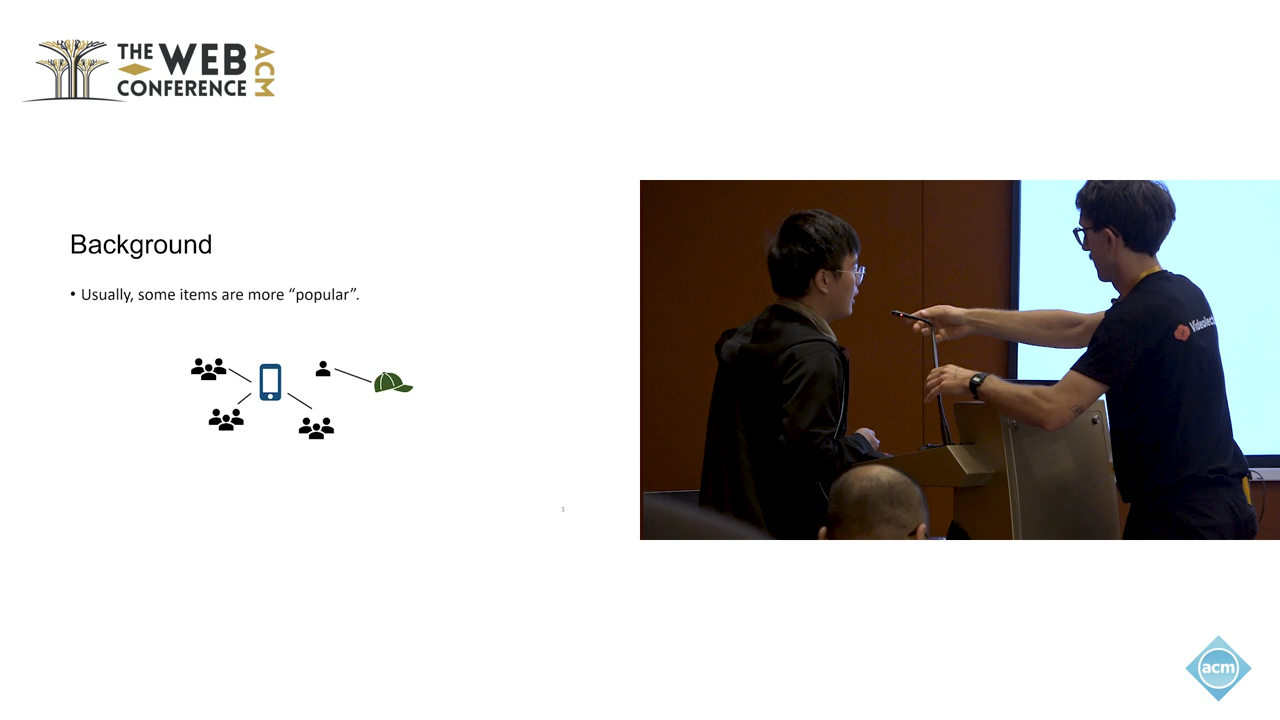 THE WEB
CONFERENCE
ACM
Background
• Usually, some items are more “popular”.
3
acm